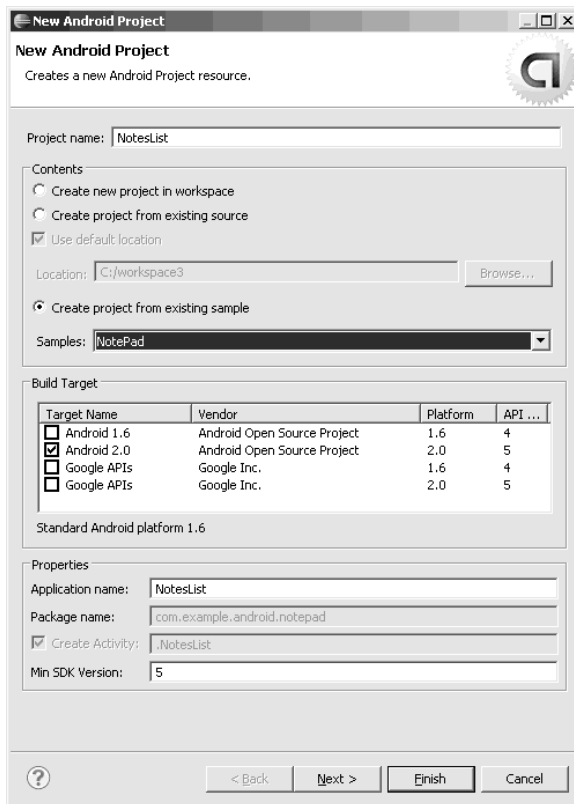 New Android Project
New Android Project
Creates a new Android Project resource.
Project name: NotesList
Contents
Create new project in workspace
Create project from existing source
Use default location
Location: C:/workspace3 Browse...
Create project from existing sample
Samples: NotePad
Build Target
Target Name Vendor Platform API ...
Android 1.6 Android Open Source Project 1.6 4
Android 2.0 Android Open Source Project 2.0 5
Google APIs Google Inc. 1.6 4
Google APIs Google Inc. 2.0 5
Standard Android platform 1.6
Properties
Application name: NotesList
Package name: com.example.android.notepad
Create Activity: .NotesList
Min SDK Version: 5
? < Back Next > Finish Cancel